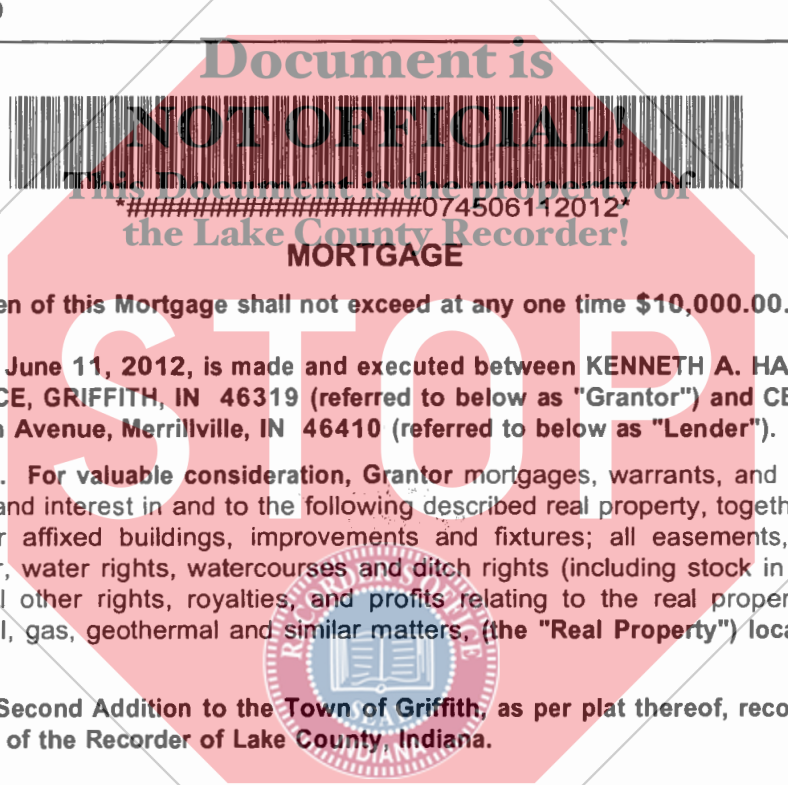 Document is
NOT OFFICIAL!
This Document is the property of
*####################074506112012*
the Lake County Recorder!
MORTGAGE
en of this Mortgage shall not exceed at any one time $10,000.00.
June 11, 2012, is made and executed between KENNETH A. HA
CE, GRIFFITH, IN 46319 (referred to below as "Grantor") and CE
Avenue, Merrillville, IN 46410 (referred to below as "Lender").
. For valuable consideration, Grantor mortgages, warrants, and
and interest in and to the following described real property, togeth
r affixed buildings, improvements and fixtures; all easements,
r, water rights, watercourses and ditch rights (including stock in
l other rights, royalties, and profits relating to the real proper
l, gas, geothermal and similar matters, (the "Real Property") loca
Second Addition to the Town of Griffith, as per plat thereof, reco
of the Recorder of Lake County, Indiana.
STOP
RECORDER'S OFFICE
SEAL
INDIANA